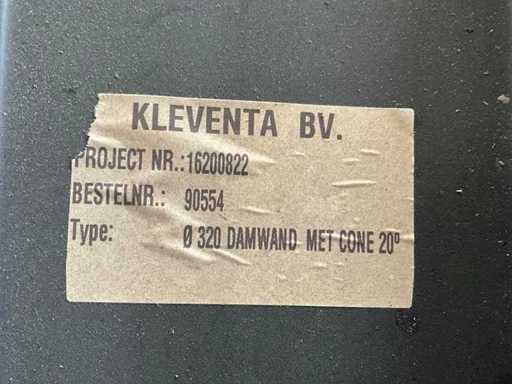 KLEVENTA BV.
PROJECT NR.:16200822
BESTELNR.: 90554
Type: Ø 320 DAMWAND MET CONE 20º